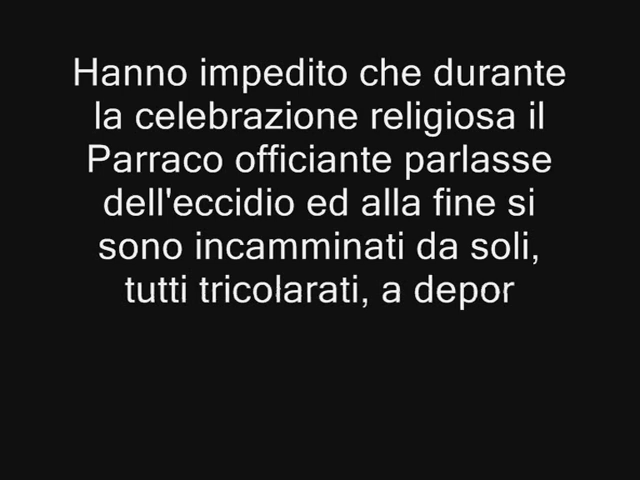 Hanno impedito che durante
la celebrazione religiosa il
Parraco officiante parlasse
dell'eccidio ed alla fine si
sono incamminati da soli,
tutti tricolarati, a depor